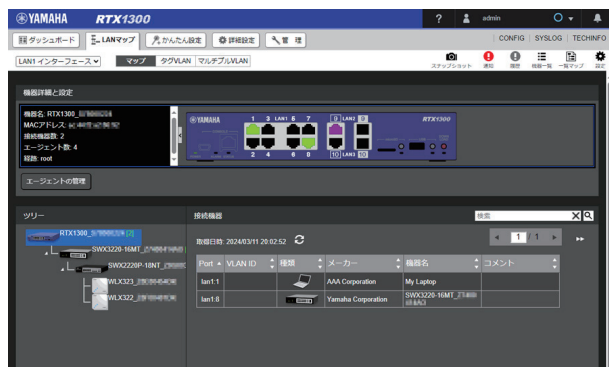 YAMAHA RTX1300 ? admin
ダッシュボード LANマップ かんたん設定 詳細設定 管 理 CONFIG SYSLOG TECHINFO
LAN1 インターフェース マップ タグVLAN マルチプルVLAN スナップショット 通知 履歴 機器一覧 一覧マップ 設定
機器詳細と設定
機器名: RTX1300_
MACアドレス:
接続機器数: 2
エージェント数: 4
経路: root
YAMAHA 1 3 LAN1 5 7 9 LAN2 RTX1300
2 4 6 8 10 LAN3
エージェントの管理
ツリー 接続機器 検索
RTX1300_ [2]
SWX3220-16MT_
SWX2220P-18NT_
WLX323_
WLX322_
取得日時: 2024/03/11 20:02:52 1 / 1
Port VLAN ID 種類 メーカー 機器名 コメント
lan1:1 AAA Corporation My Laptop
lan1:8 Yamaha Corporation SWX3220-16MT_